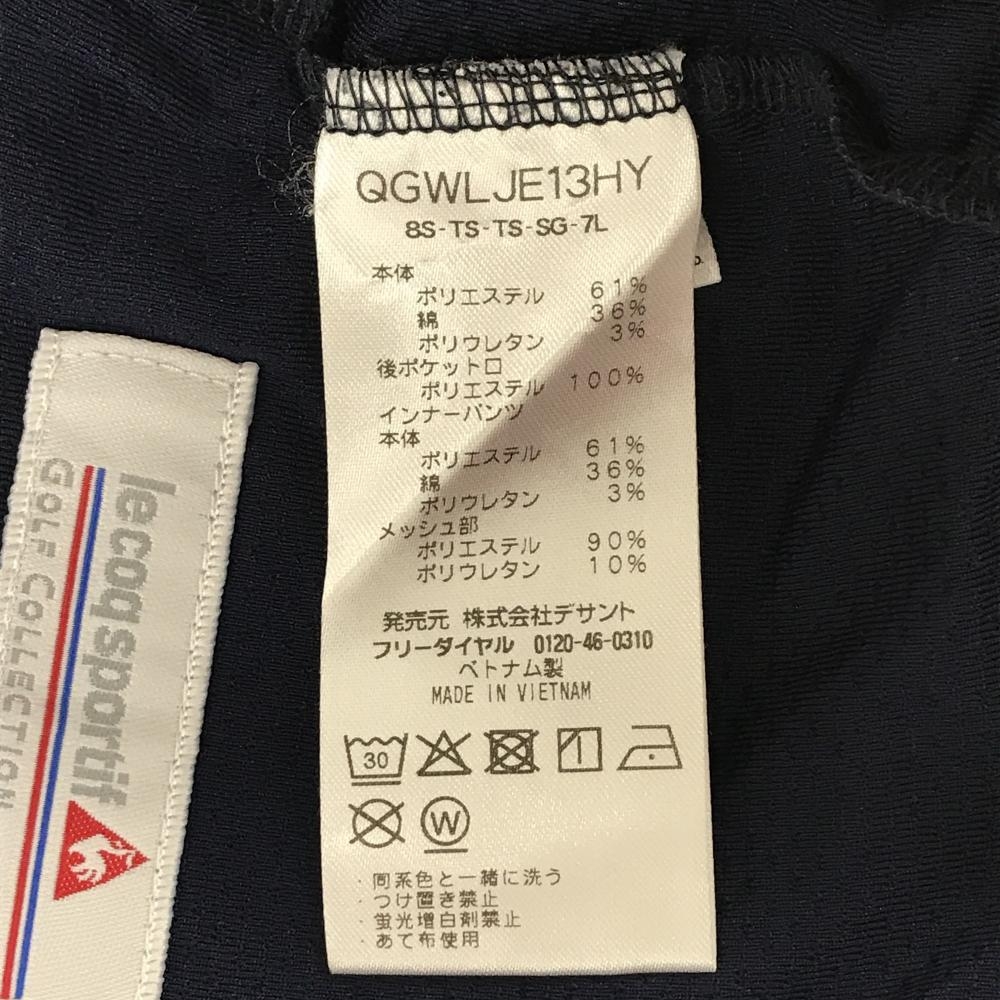 QGWLJE13HY
8S-TS-TS-SG-7L
本体
ポリエステル 61%
綿 36%
ポリウレタン 3%
後ポケット口
ポリエステル 100%
インナーパンツ
本体
ポリエステル 61%
綿 36%
ポリウレタン 3%
メッシュ部
ポリエステル 90%
ポリウレタン 10%
発売元 株式会社デサント
フリーダイヤル 0120-46-0310
ベトナム製
MADE IN VIETNAM
30
W
・同系色と一緒に洗う
・つけ置き禁止
・蛍光増白剤禁止
・あて布使用
lecoqsportif
GOLF COLLECTION